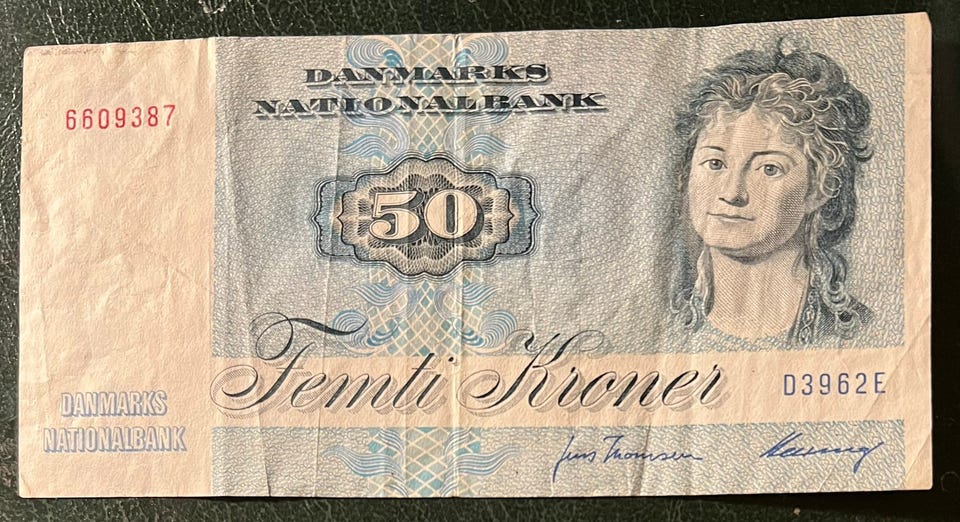 6609387
DANMARKS
NATIONALBANK
50
Femti Kroner
D3962E
DANMARKS
NATIONALBANK
Jens Thomsen